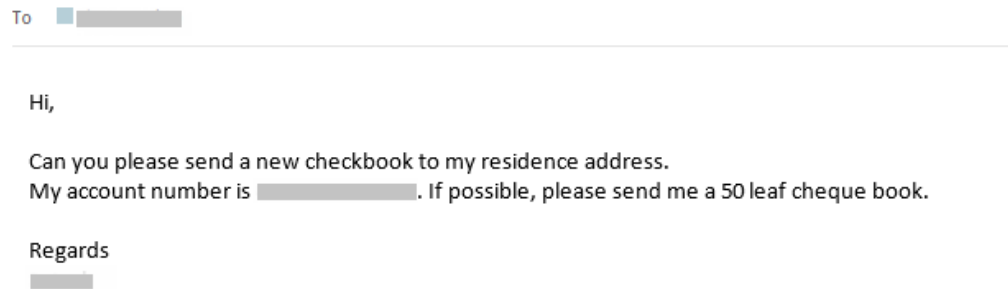 To
Hi,
Can you please send a new checkbook to my residence address.
My account number is . If possible, please send me a 50 leaf cheque book.
Regards